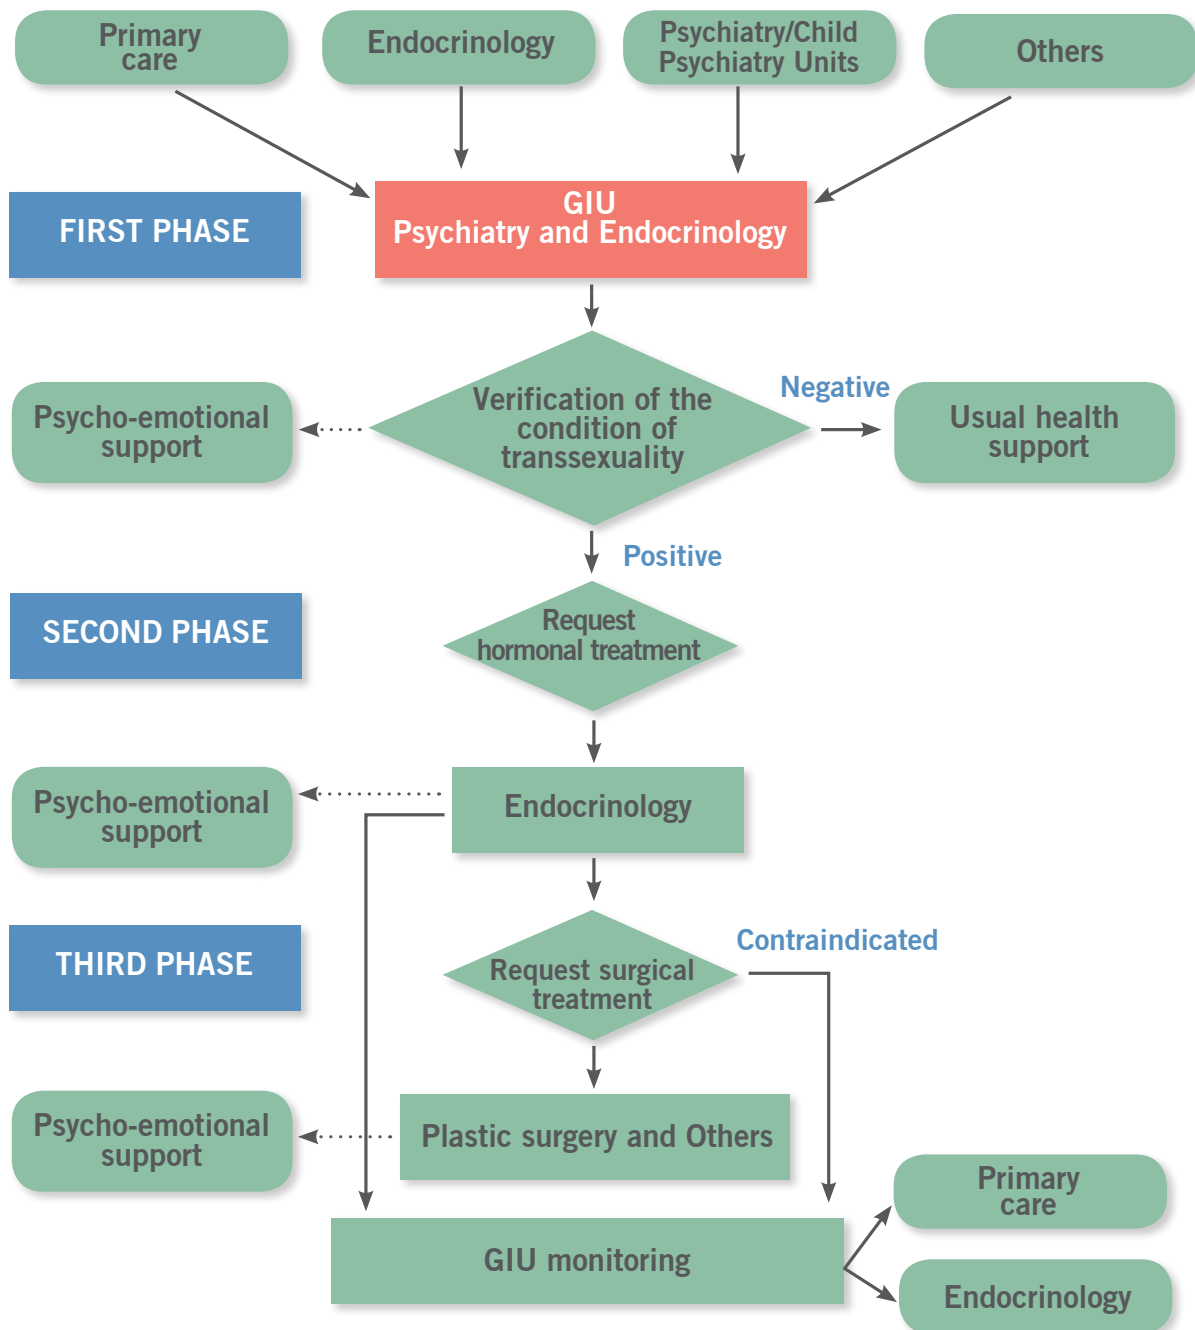 Primary
care
Endocrinology
Psychiatry/Child
Psychiatry Units
Others
FIRST PHASE
GIU
Psychiatry and Endocrinology
Psycho-emotional
support
Verification of the
condition of
transsexuality
Negative
Usual health
support
Positive
SECOND PHASE
Request
hormonal treatment
Psycho-emotional
support
Endocrinology
THIRD PHASE
Contraindicated
Request surgical
treatment
Psycho-emotional
support
Plastic surgery and Others
Primary
care
GIU monitoring
Endocrinology